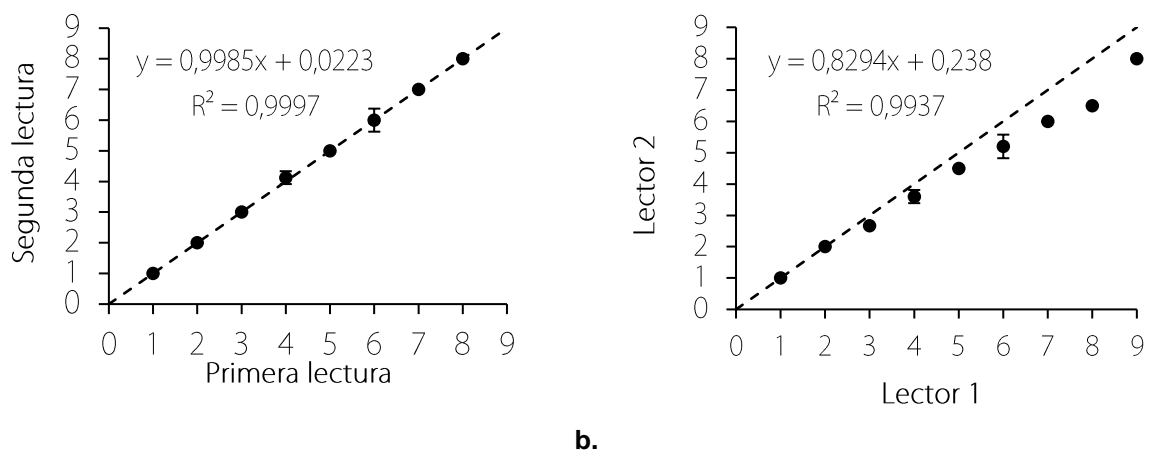 9
8
7
6
5
4
3
2
1
0
Segunda lectura
y = 0,9985x + 0,0223
R² = 0,9997
0 1 2 3 4 5 6 7 8 9
Primera lectura
9
8
7
6
5
4
3
2
1
0
Lector 2
y = 0,8294x + 0,238
R² = 0,9937
0 1 2 3 4 5 6 7 8 9
Lector 1
b.